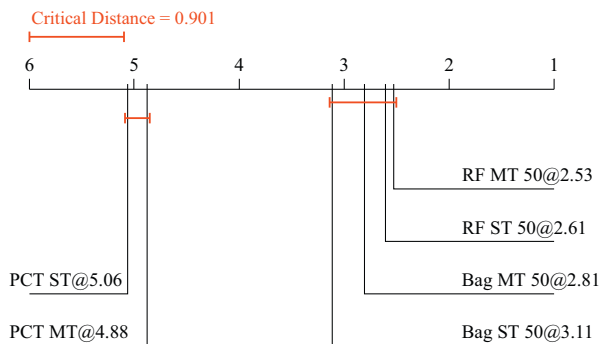 Critical Distance = 0.901
6 5 4 3 2 1
RF MT 50@2.53
RF ST 50@2.61
PCT ST@5.06 Bag MT 50@2.81
PCT MT@4.88 Bag ST 50@3.11